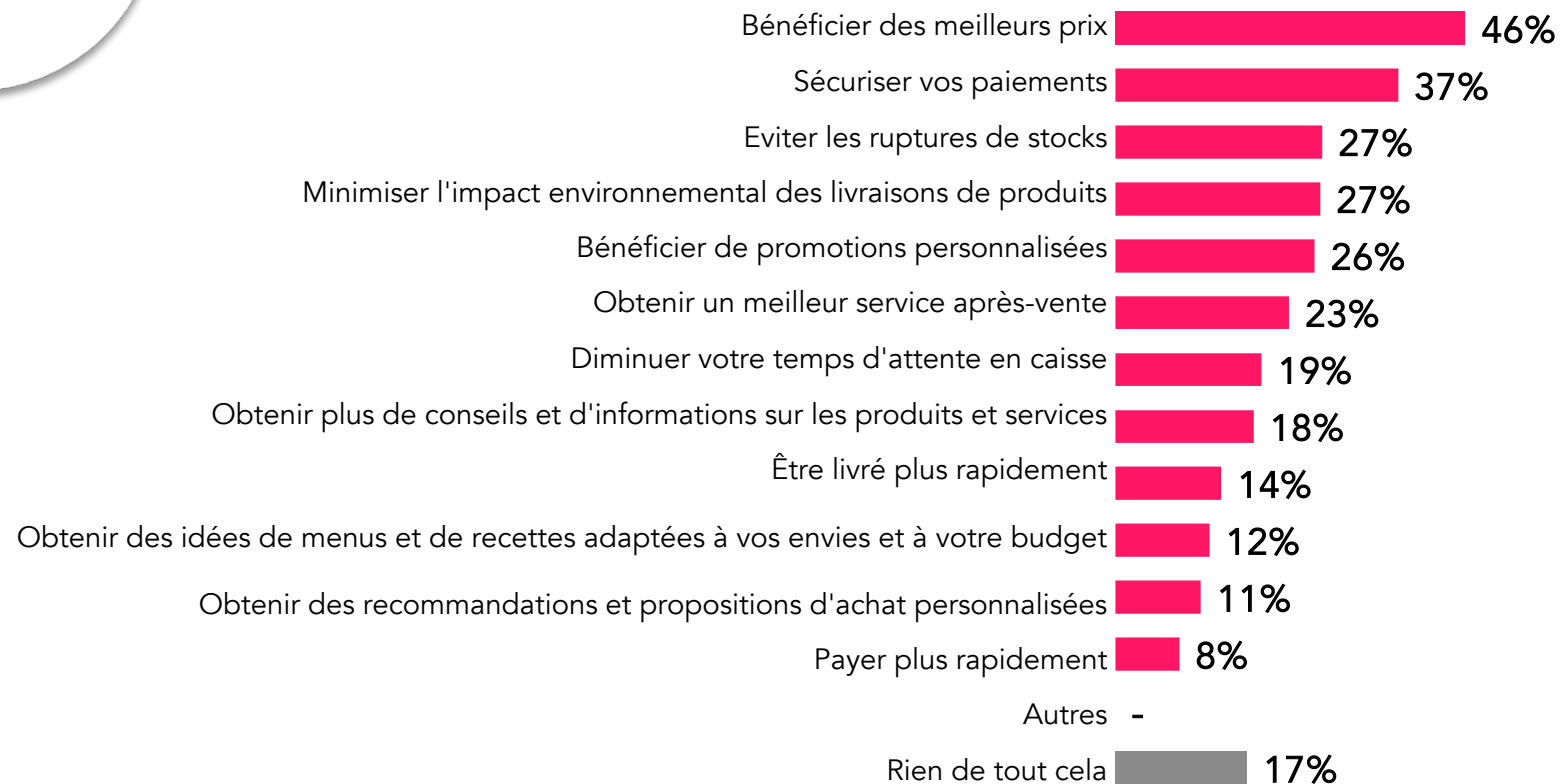 Bénéficier des meilleurs prix 46%
Sécuriser vos paiements 37%
Eviter les ruptures de stocks 27%
Minimiser l'impact environnemental des livraisons de produits 27%
Bénéficier de promotions personnalisées 26%
Obtenir un meilleur service après-vente 23%
Diminuer votre temps d'attente en caisse 19%
Obtenir plus de conseils et d'informations sur les produits et services 18%
Être livré plus rapidement 14%
Obtenir des idées de menus et de recettes adaptées à vos envies et à votre budget 12%
Obtenir des recommandations et propositions d'achat personnalisées 11%
Payer plus rapidement 8%
Autres -
Rien de tout cela 17%